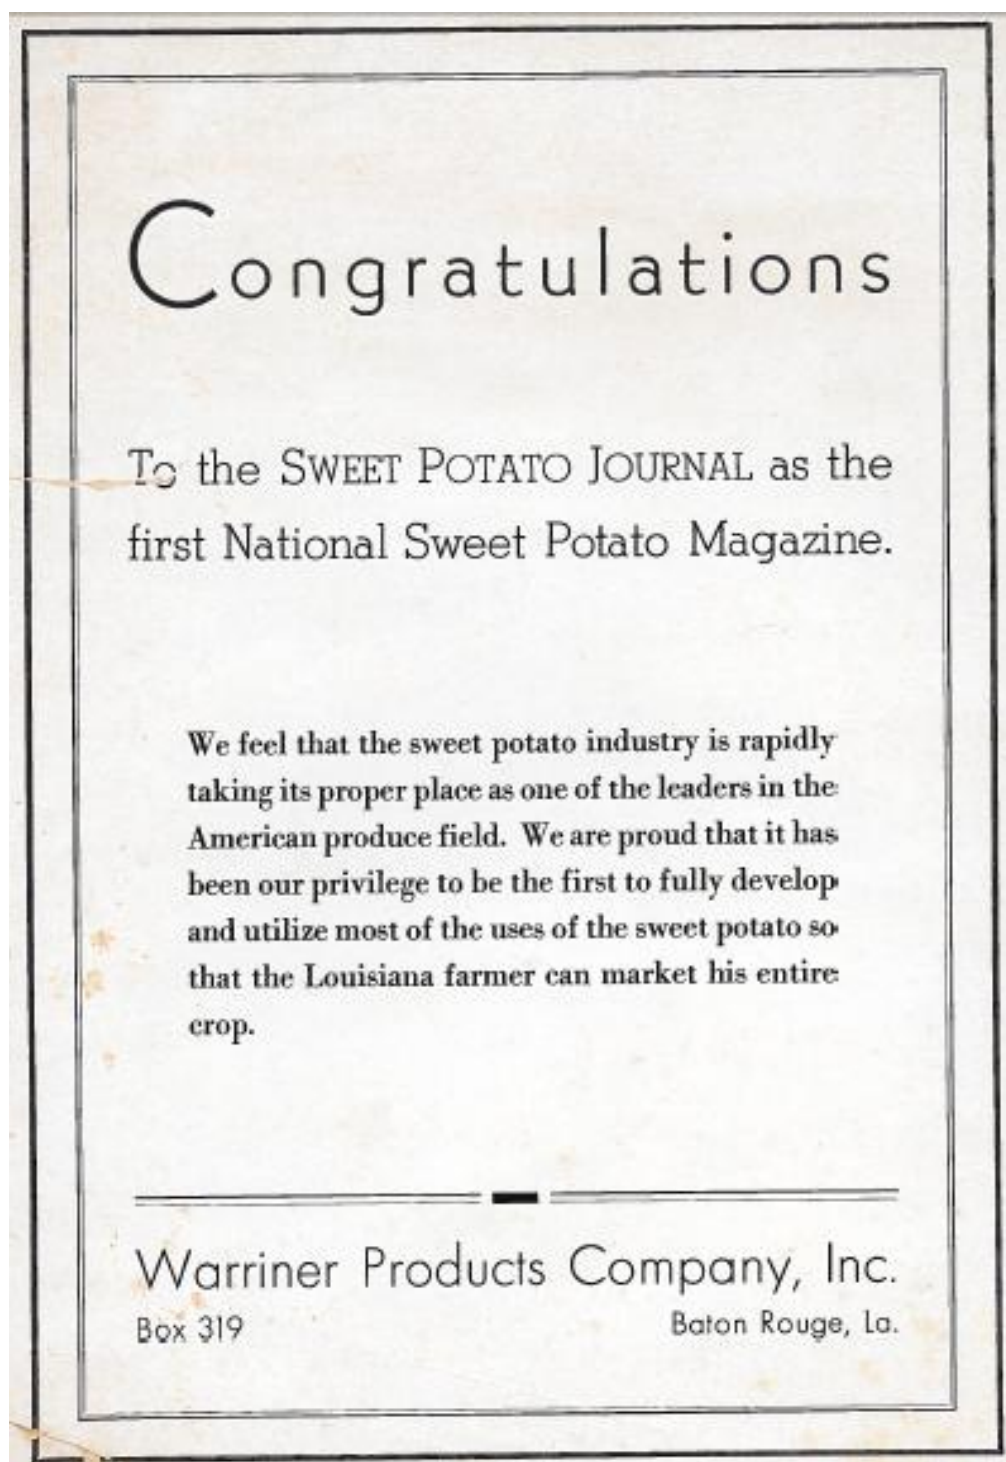 Congratulations
To the SWEET POTATO JOURNAL as the
first National Sweet Potato Magazine.
We feel that the sweet potato industry is rapidly
taking its proper place as one of the leaders in the
American produce field. We are proud that it has
been our privilege to be the first to fully develop
and utilize most of the uses of the sweet potato so
that the Louisiana farmer can market his entire
crop.
Warriner Products Company, Inc.
Box 319 Baton Rouge, La.